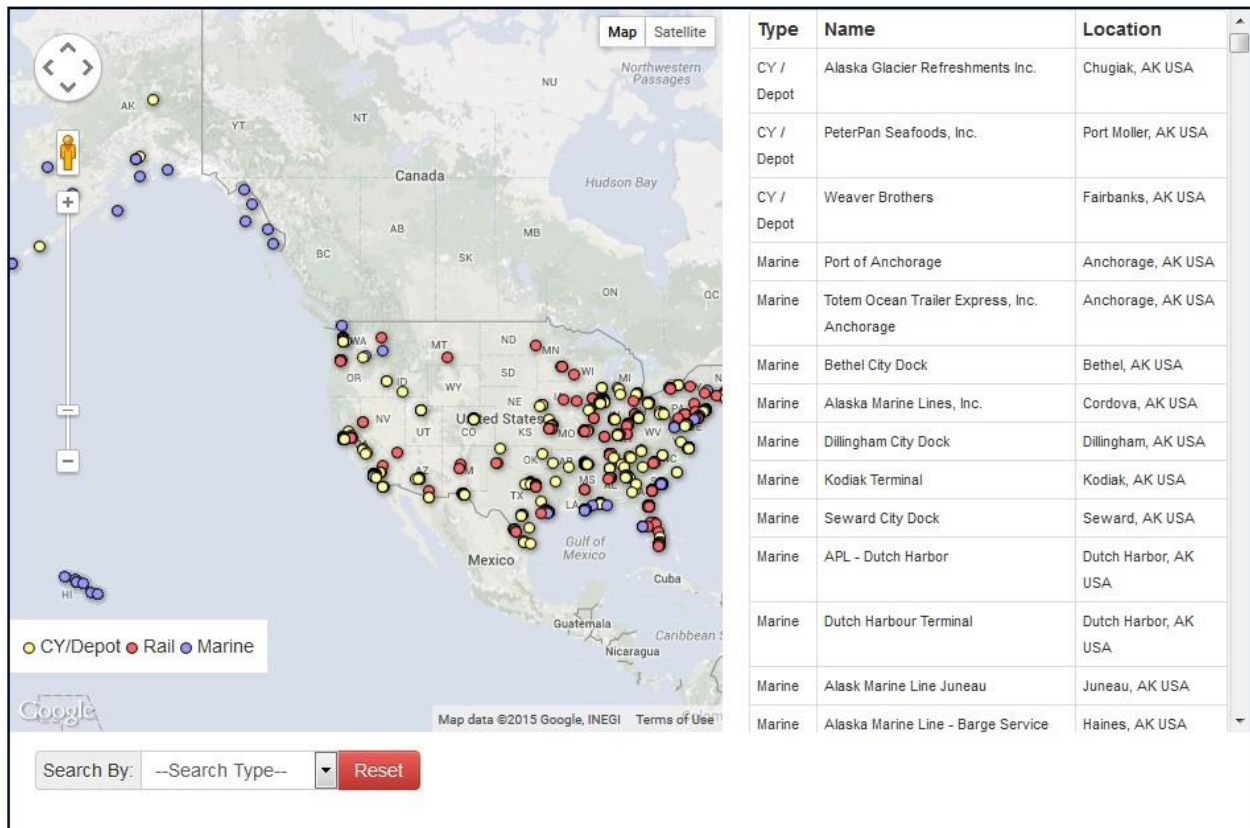 Map Satellite
Northwestern
Passages
NU
AK
YT
NT
Canada
Hudson Bay
AB
MB
BC
SK
ON
QC
WA
MT
ND
MN
OR
ID
SD
WI
MI
WY
NE
PA
NV
UT
United States
CO
KS
MO
WV
AZ
OK
MS
AL
TX
LA
Gulf of
Mexico
Mexico
Cuba
HI
Guatemala
Caribbean
Nicaragua
CY/Depot Rail Marine
Google
Map data ©2015 Google, INEGI Terms of Use
Type Name Location
CY / Depot Alaska Glacier Refreshments Inc. Chugiak, AK USA
CY / Depot PeterPan Seafoods, Inc. Port Moller, AK USA
CY / Depot Weaver Brothers Fairbanks, AK USA
Marine Port of Anchorage Anchorage, AK USA
Marine Totem Ocean Trailer Express, Inc. Anchorage, AK USA
Anchorage
Marine Bethel City Dock Bethel, AK USA
Marine Alaska Marine Lines, Inc. Cordova, AK USA
Marine Dillingham City Dock Dillingham, AK USA
Marine Kodiak Terminal Kodiak, AK USA
Marine Seward City Dock Seward, AK USA
Marine APL - Dutch Harbor Dutch Harbor, AK
USA
Marine Dutch Harbour Terminal Dutch Harbor, AK
USA
Marine Alask Marine Line Juneau Juneau, AK USA
Marine Alaska Marine Line - Barge Service Haines, AK USA
Search By: --Search Type-- Reset